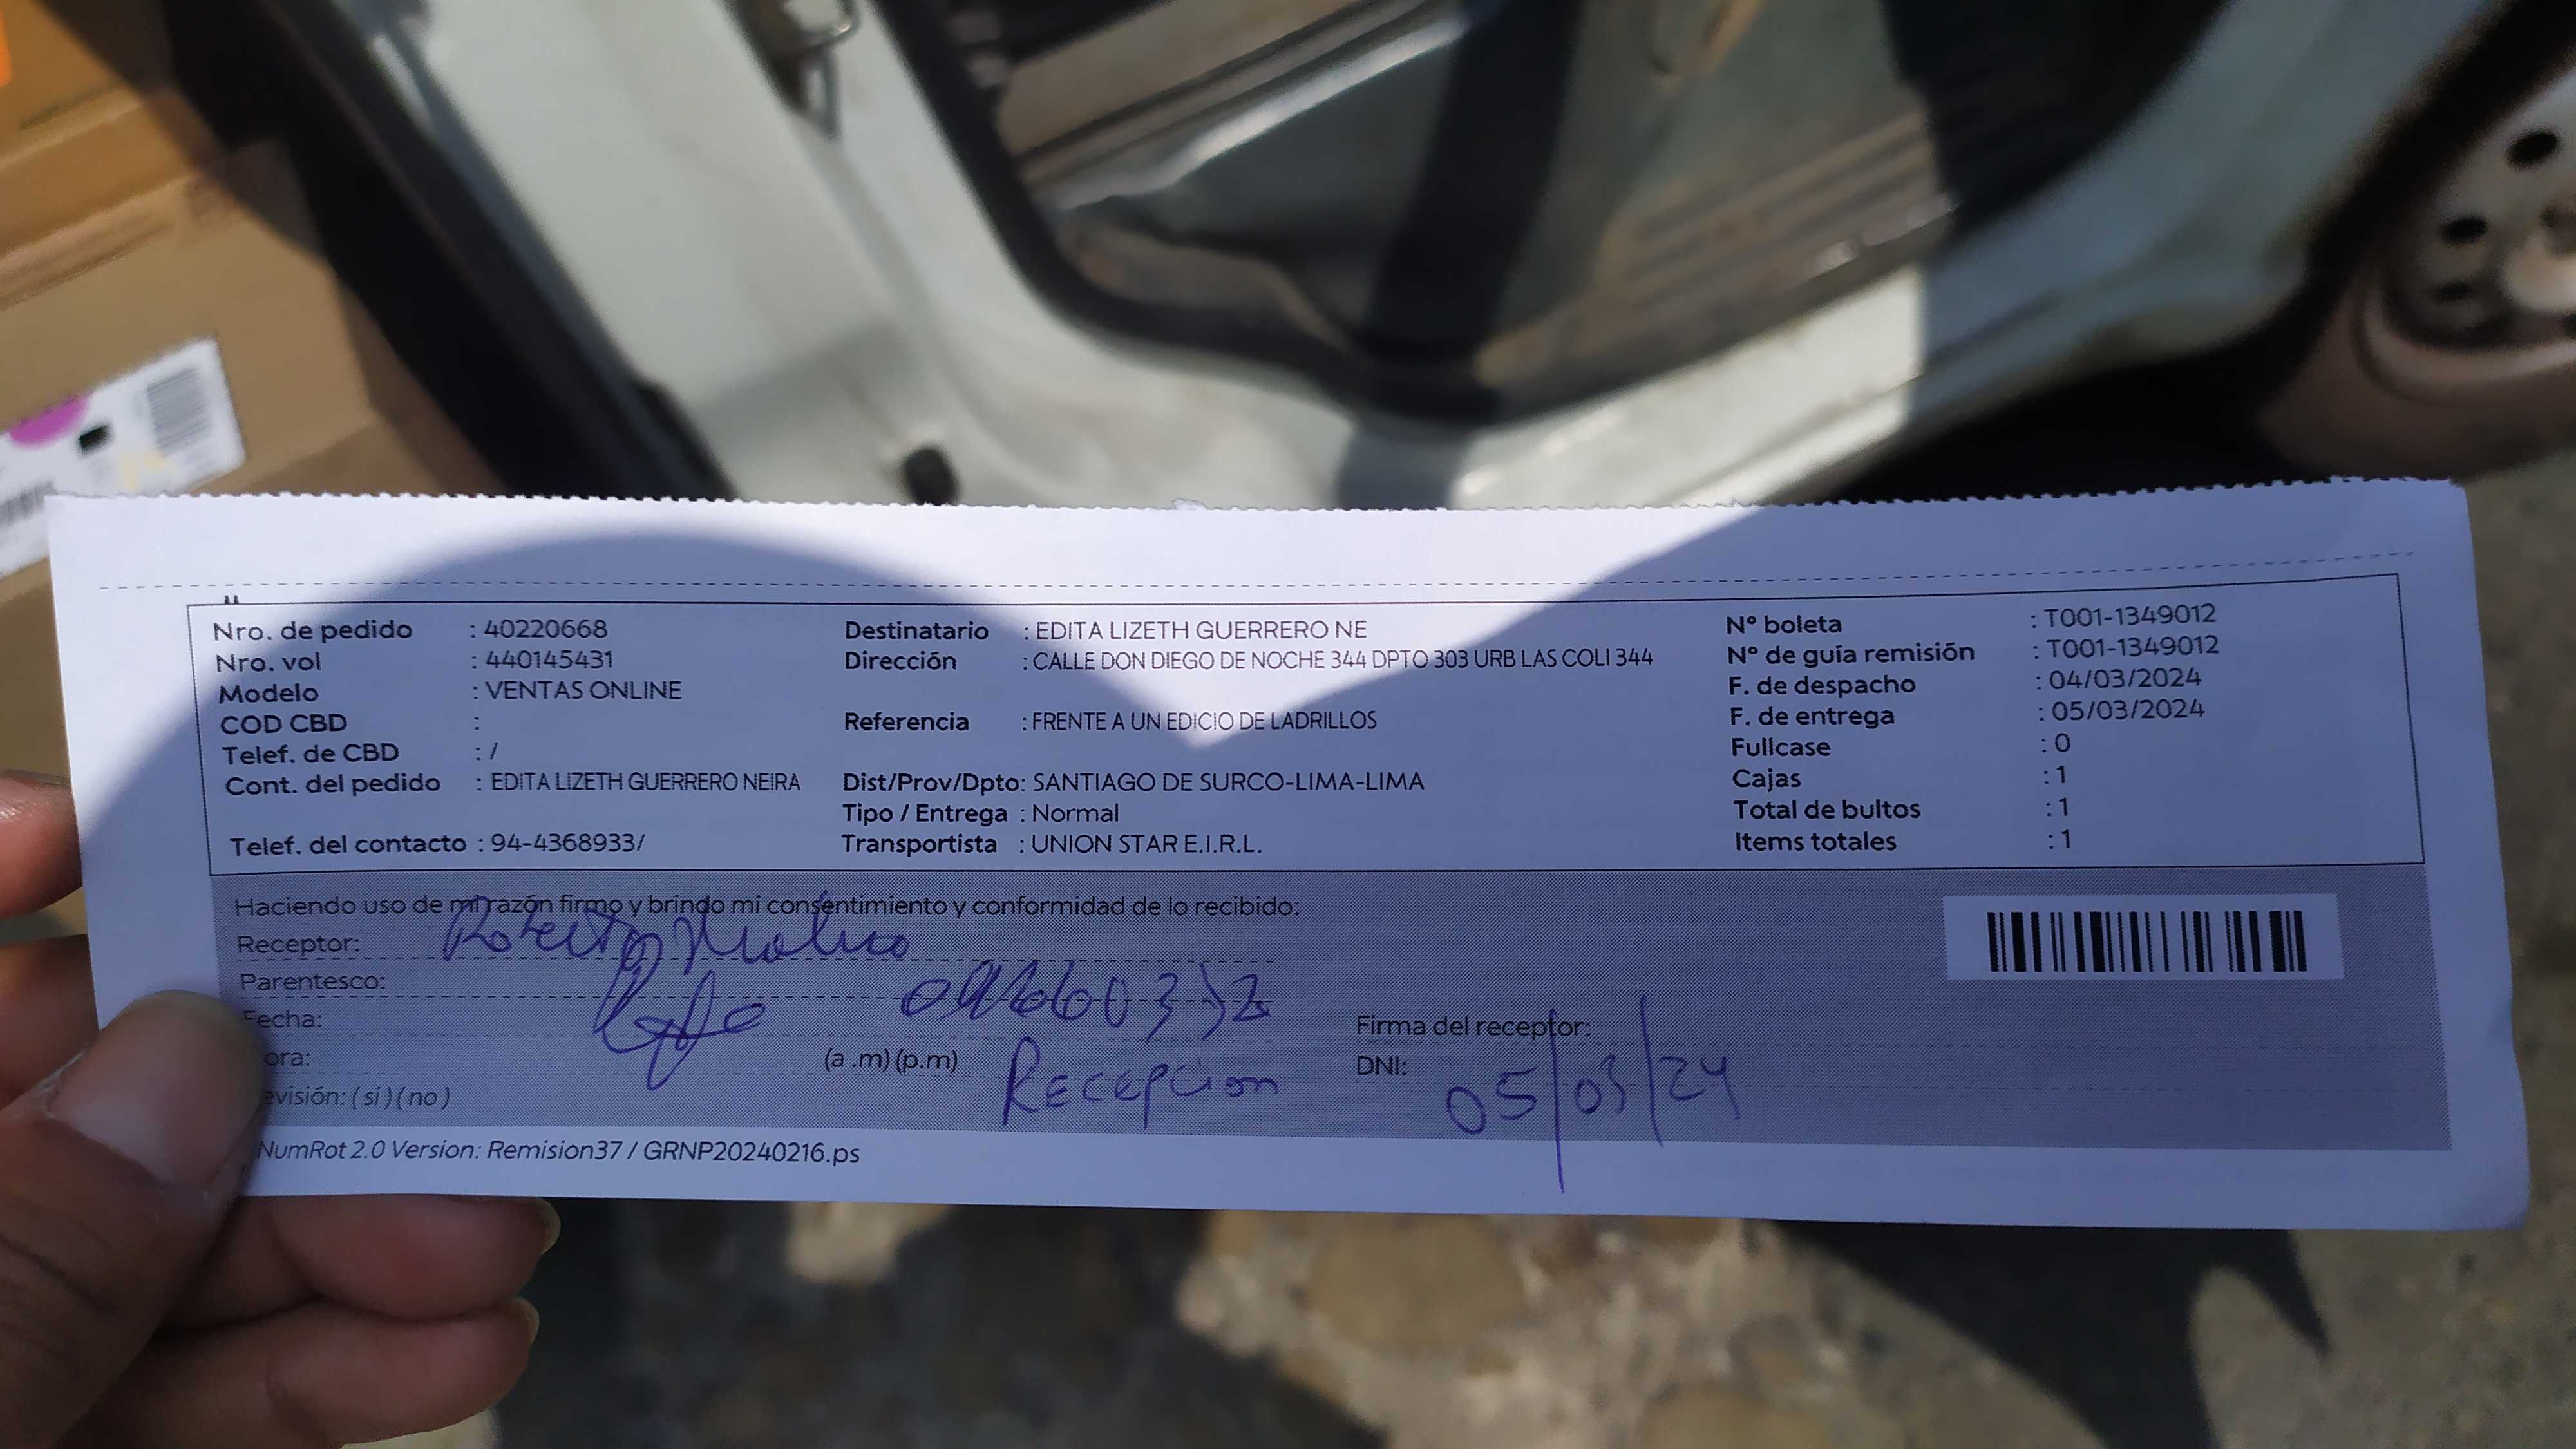 Nro. de pedido : 40220668
Nro. vol : 440145431
Modelo : VENTAS ONLINE
COD CBD :
Telef. de CBD : /
Cont. del pedido : EDITA LIZETH GUERRERO NEIRA
Telef. del contacto : 94-4368933/
Destinatario : EDITA LIZETH GUERRERO NE
Dirección : CALLE DON DIEGO DE NOCHE 344 DPTO 303 URB LAS COLI 344
Referencia : FRENTE A UN EDICIO DE LADRILLOS
Dist/Prov/Dpto: SANTIAGO DE SURCO-LIMA-LIMA
Tipo / Entrega : Normal
Transportista : UNION STAR E.I.R.L.
N° boleta : T001-1349012
N° de guía remisión : T001-1349012
F. de despacho : 04/03/2024
F. de entrega : 05/03/2024
Fullcase : 0
Cajas : 1
Total de bultos : 1
Items totales : 1
Haciendo uso de mi razón firmo y brindo mi consentimiento y conformidad de lo recibido:
Receptor: Roberto
Parentesco:
Fecha:
ora: (a .m) (p.m) Recepcion
evisión: ( si ) ( no )
Firma del receptor:
DNI: 05/03/24
NumRot 2.0 Version: Remision37 / GRNP20240216.ps